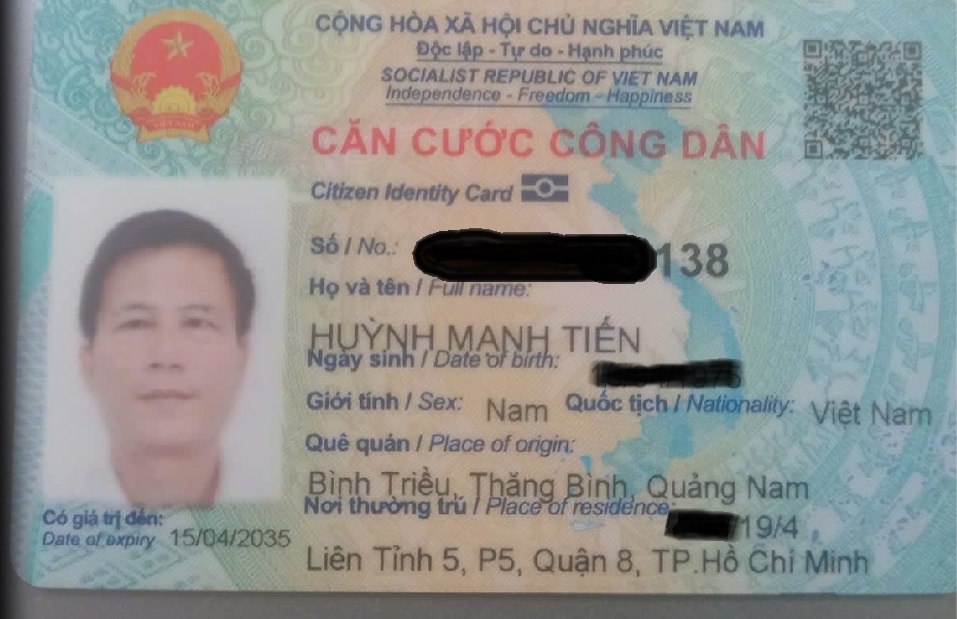 CỘNG HÒA XÃ HỘI CHỦ NGHĨA VIỆT NAM
Độc lập - Tự do - Hạnh phúc
SOCIALIST REPUBLIC OF VIET NAM
Independence - Freedom - Happiness
CĂN CƯỚC CÔNG DÂN
Citizen Identity Card
Số / No.: 138
Họ và tên / Full name:
HUỲNH MẠNH TIẾN
Ngày sinh / Date of birth:
Giới tính / Sex: Nam Quốc tịch / Nationality: Việt Nam
Quê quán / Place of origin:
Bình Triều, Thăng Bình, Quảng Nam
Nơi thường trú / Place of residence: 19/4
Liên Tỉnh 5, P5, Quận 8, TP.Hồ Chí Minh
Có giá trị đến: 15/04/2035
Date of expiry